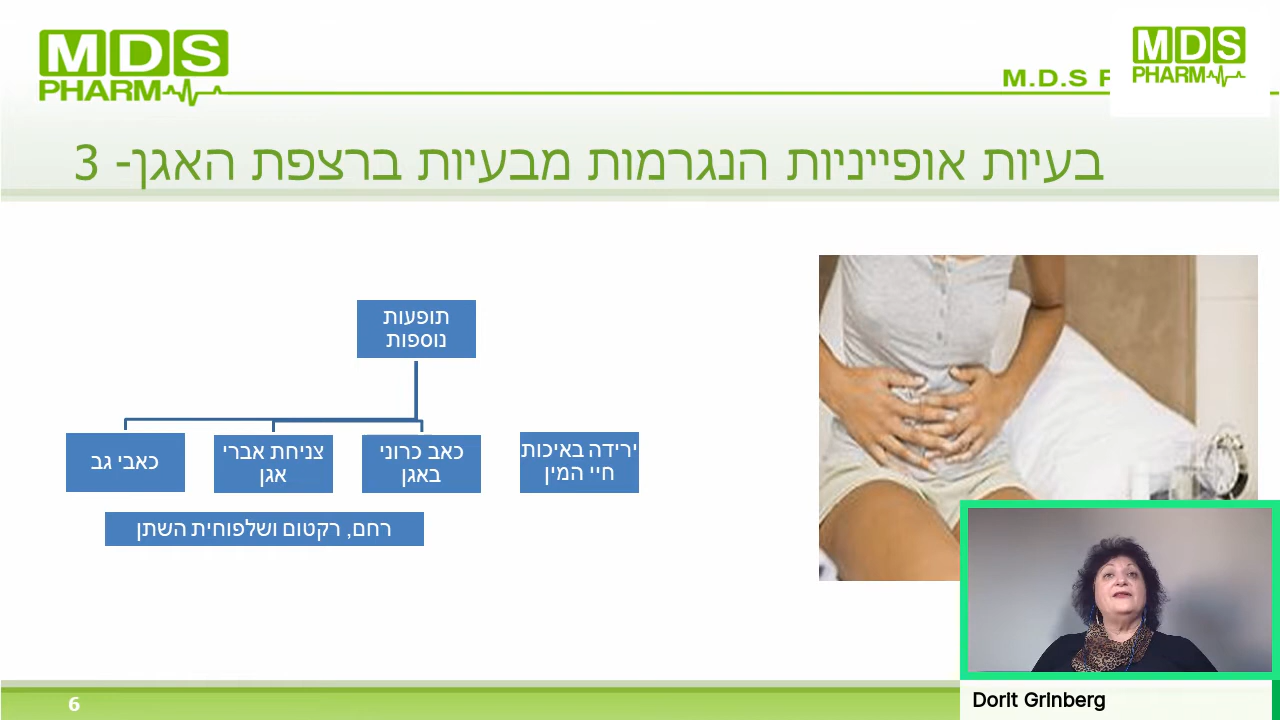 MDS
PHARM
M.D.S P
MDS
PHARM
בעיות אופייניות הנגרמות מבעיות ברצפת האגן- 3
תופעות
נוספות
ירידה באיכות
חיי המין
כאב כרוני
באגן
צניחת אברי
אגן
כאבי גב
רחם, רקטום ושלפוחית השתן
6
Dorit Grinberg